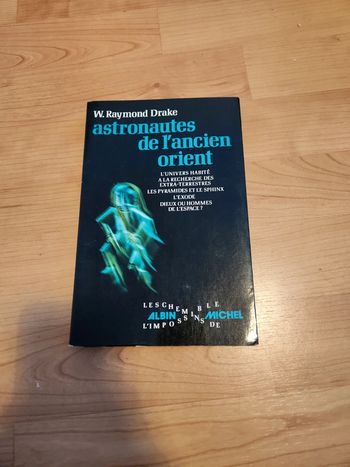 W. Raymond Drake
astronautes
de l'ancien
orient
L'UNIVERS HABITÉ
A LA RECHERCHE DES
EXTRA-TERRESTRES
LES PYRAMIDES ET LE SPHINX
L'EXODE
DIEUX OU HOMMES
DE L'ESPACE ?
LES CHEMINS DE
L'IMPOSSIBLE
ALBIN MICHEL